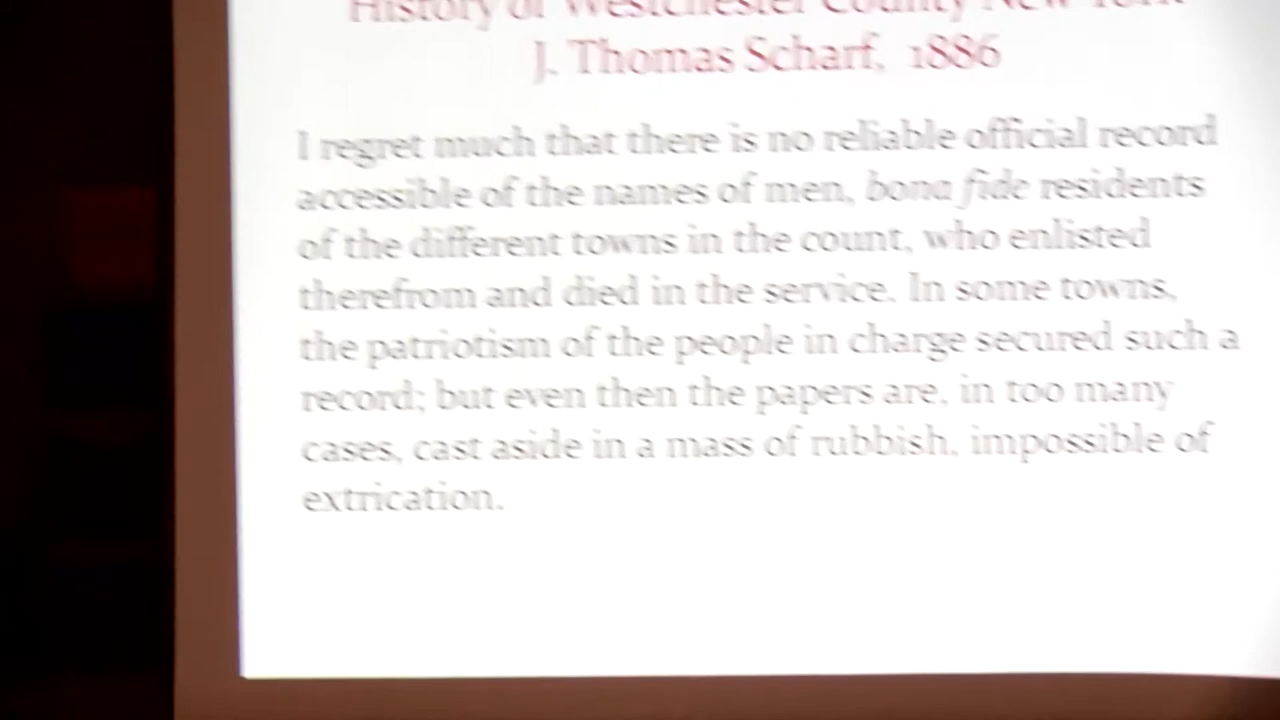 History of Westchester County New York
J. Thomas Scharf, 1886
I regret much that there is no reliable official record
accessible of the names of men, bona fide residents
of the different towns in the count, who enlisted
therefrom and died in the service. In some towns,
the patriotism of the people in charge secured such a
record; but even then the papers are, in too many
cases, cast aside in a mass of rubbish, impossible of
extrication.